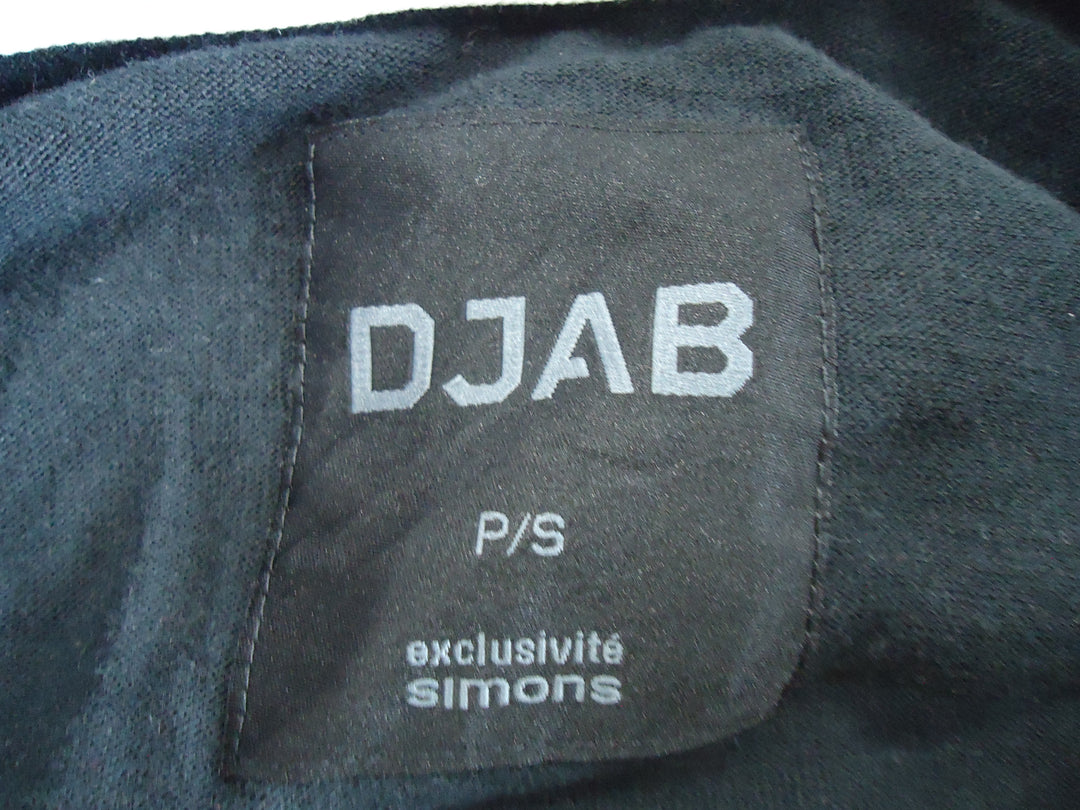 DJAB
P/S
exclusivité
simons